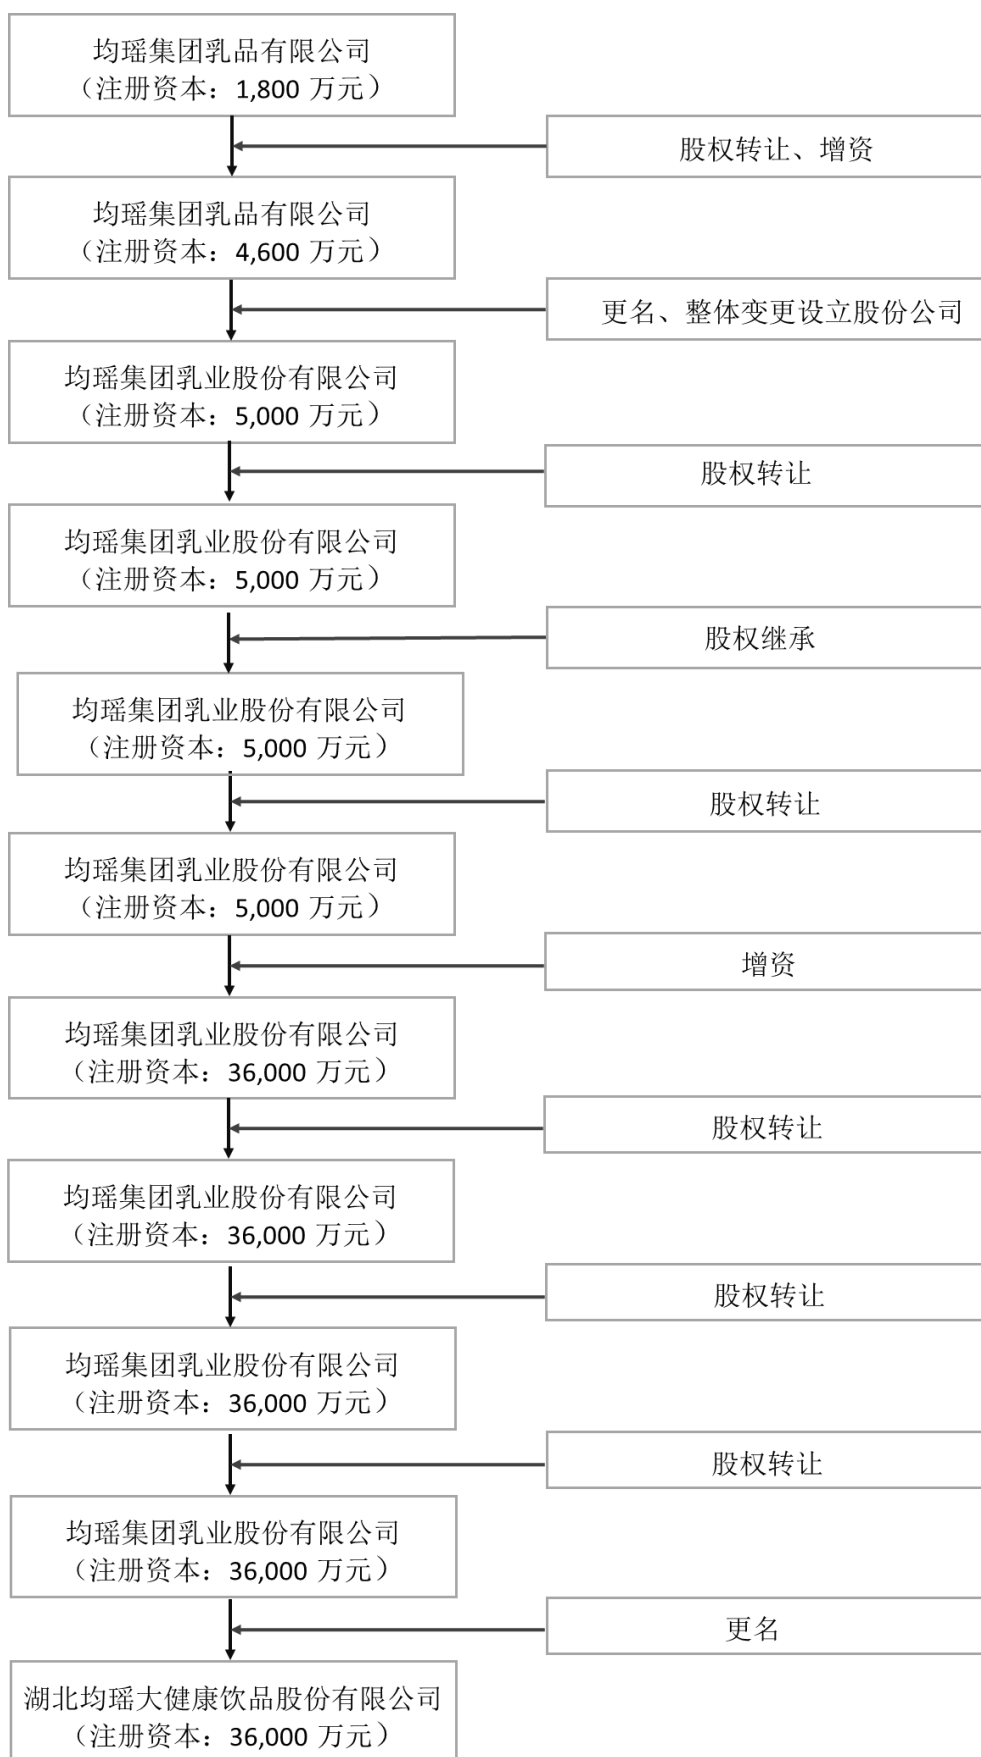 均瑶集团乳品有限公司
（注册资本：1,800 万元）
股权转让、增资
均瑶集团乳品有限公司
（注册资本：4,600 万元）
更名、整体变更设立股份公司
均瑶集团乳业股份有限公司
（注册资本：5,000 万元）
股权转让
均瑶集团乳业股份有限公司
（注册资本：5,000 万元）
股权继承
均瑶集团乳业股份有限公司
（注册资本：5,000 万元）
股权转让
均瑶集团乳业股份有限公司
（注册资本：5,000 万元）
增资
均瑶集团乳业股份有限公司
（注册资本：36,000 万元）
股权转让
均瑶集团乳业股份有限公司
（注册资本：36,000 万元）
股权转让
均瑶集团乳业股份有限公司
（注册资本：36,000 万元）
股权转让
均瑶集团乳业股份有限公司
（注册资本：36,000 万元）
更名
湖北均瑶大健康饮品股份有限公司
（注册资本：36,000 万元）